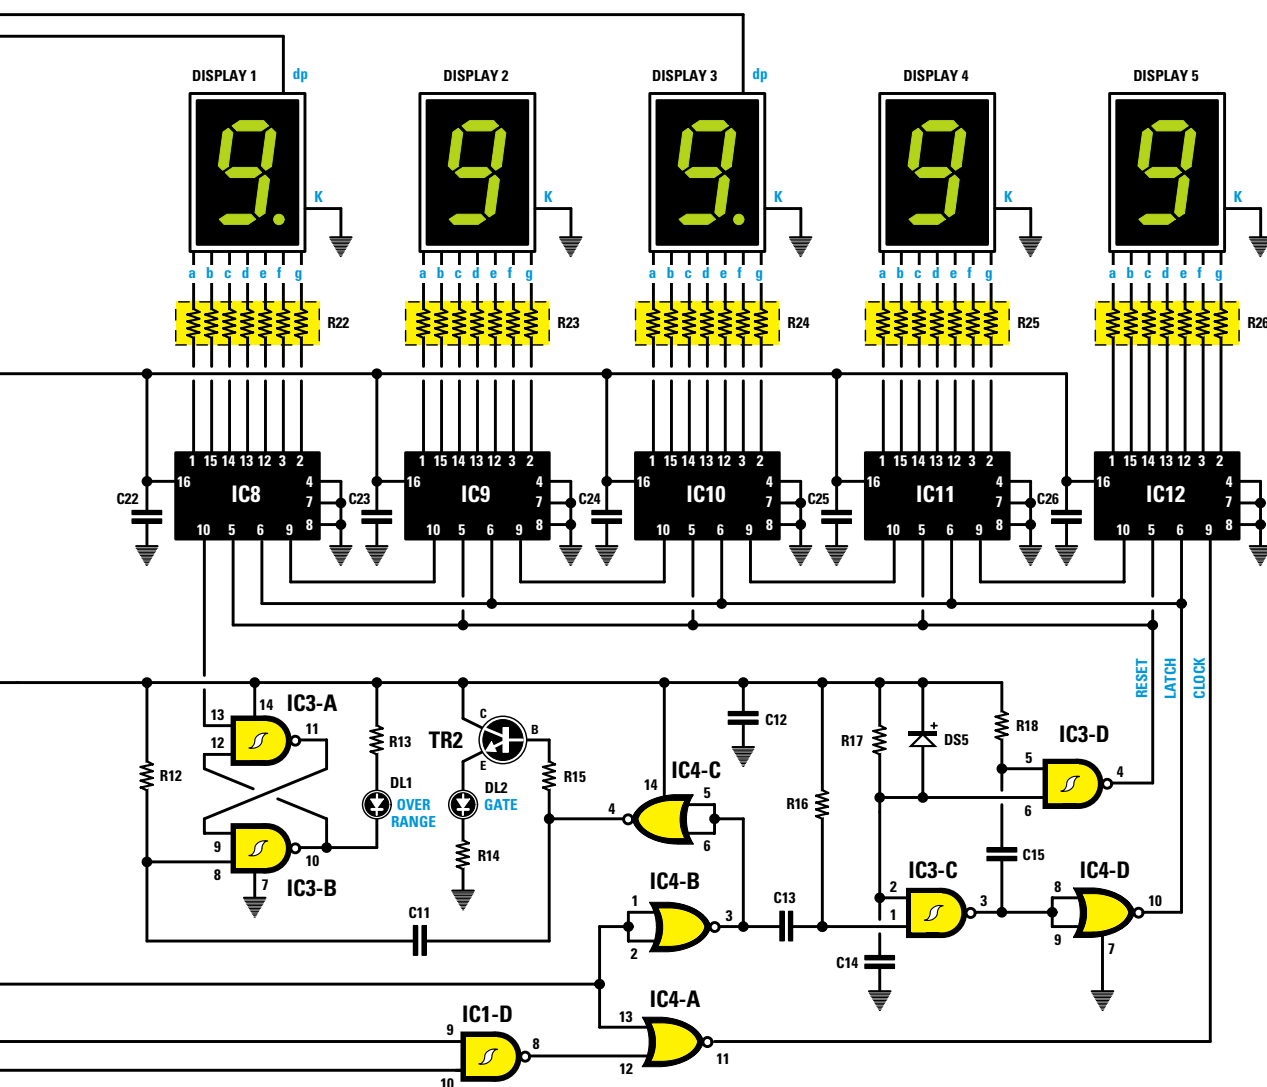 DISPLAY 1 dp DISPLAY 2 DISPLAY 3 dp DISPLAY 4 DISPLAY 5
K K K K K
a b c d e f g a b c d e f g a b c d e f g a b c d e f g a b c d e f g
R22 R23 R24 R25 R26
1 15 14 13 12 3 2 1 15 14 13 12 3 2 1 15 14 13 12 3 2 1 15 14 13 12 3 2 1 15 14 13 12 3 2
16 4 16 4 16 4 16 4 16 4
C22 IC8 7 C23 IC9 7 C24 IC10 7 C25 IC11 7 C26 IC12 7
10 5 6 9 8 10 5 6 9 8 10 5 6 9 8 10 5 6 9 8 10 5 6 9 8
RESET
LATCH
CLOCK
IC3-A
14
13 11
12
R12
R13
DL1
OVER
RANGE
9
8 10
7
IC3-B
C
TR2 B
E
DL2
GATE
R15
R14
C11
IC4-C
14 5
4
6
C12
R16
R17
DS5
+
R18
IC3-D
5
4
6
C15
IC4-B
1
3
2
C13
IC3-C
2
3
1
C14
IC4-D
8
10
9
7
IC4-A
13
11
12
IC1-D
9
8
10